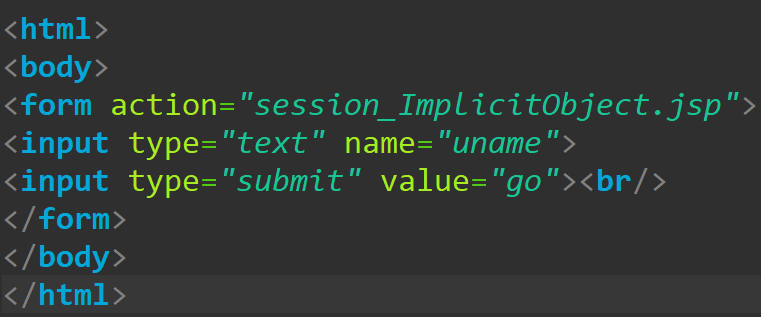 <html>
<body>
<form action="session_ImplicitObject.jsp">
<input type="text" name="uname">
<input type="submit" value="go"><br/>
</form>
</body>
</html>